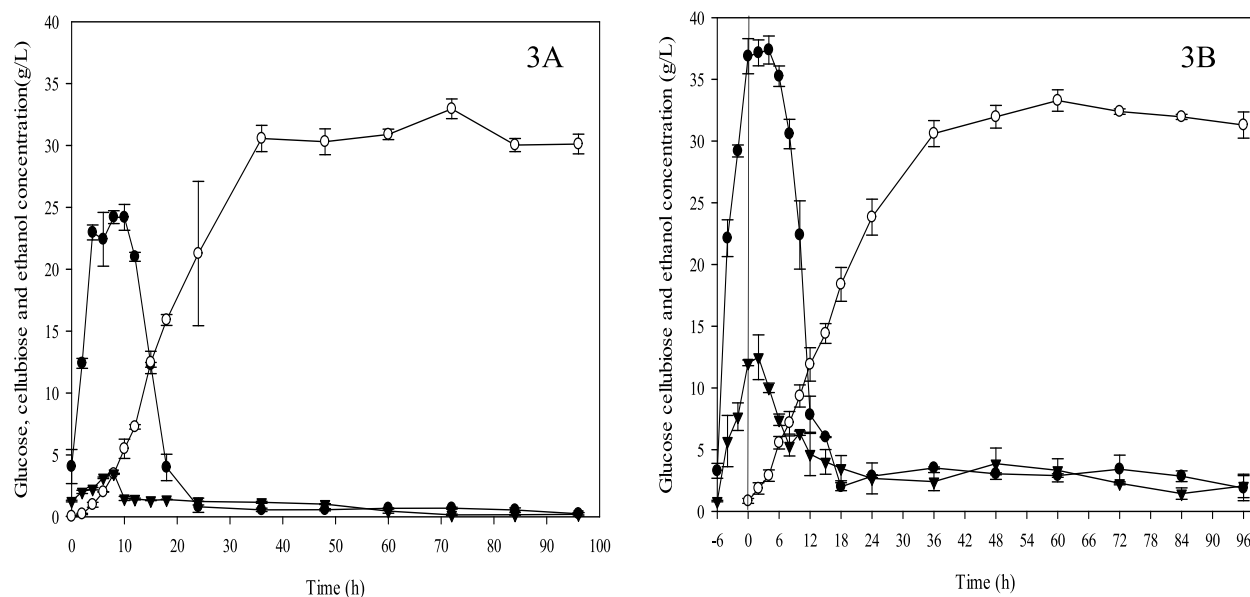 3A
Glucose, cellubiose and ethanol concentration(g/L)
40
35
30
25
20
15
10
5
0
0 10 20 30 40 50 60 70 80 90 100
Time (h)
3B
Glucose cellubiose and ethanol concentration (g/L)
40
35
30
25
20
15
10
5
0
-6 0 6 12 18 24 30 36 42 48 54 60 66 72 78 84 90 96
Time (h)